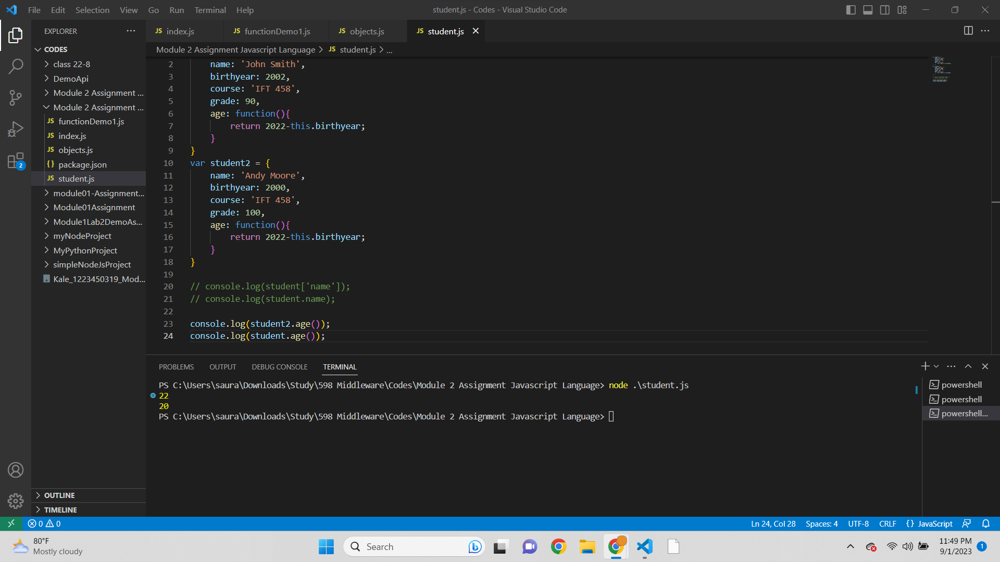 File Edit Selection View Go Run Terminal Help
student.js - Codes - Visual Studio Code
EXPLORER
CODES
class 22-8
DemoApi
Module 2 Assignment ...
Module 2 Assignment ...
functionDemo1.js
index.js
objects.js
package.json
student.js
module01-Assignment...
Module01Assignment
Module1Lab2DemoAs...
myNodeProject
MyPythonProject
simpleNodeJsProject
Kale_1223450319_Mod...
OUTLINE
TIMELINE
2
JS index.js JS functionDemo1.js JS objects.js JS student.js
Module 2 Assignment Javascript Language > JS student.js > ...
2 name: 'John Smith',
3 birthyear: 2002,
4 course: 'IFT 458',
5 grade: 90,
6 age: function(){
7 return 2022-this.birthyear;
8 }
9 }
10 var student2 = {
11 name: 'Andy Moore',
12 birthyear: 2000,
13 course: 'IFT 458',
14 grade: 100,
15 age: function(){
16 return 2022-this.birthyear;
17 }
18 }
19
20 // console.log(student['name']);
21 // console.log(student.name);
22
23 console.log(student2.age());
24 console.log(student.age());
PROBLEMS OUTPUT DEBUG CONSOLE TERMINAL
PS C:\Users\saura\Downloads\Study\598 Middleware\Codes\Module 2 Assignment Javascript Language> node .\student.js
22
20
PS C:\Users\saura\Downloads\Study\598 Middleware\Codes\Module 2 Assignment Javascript Language>
powershell
powershell
powershell...
0 0
Ln 24, Col 28 Spaces: 4 UTF-8 CRLF {} JavaScript
80°F
Mostly cloudy
Search
11:49 PM
9/1/2023
1